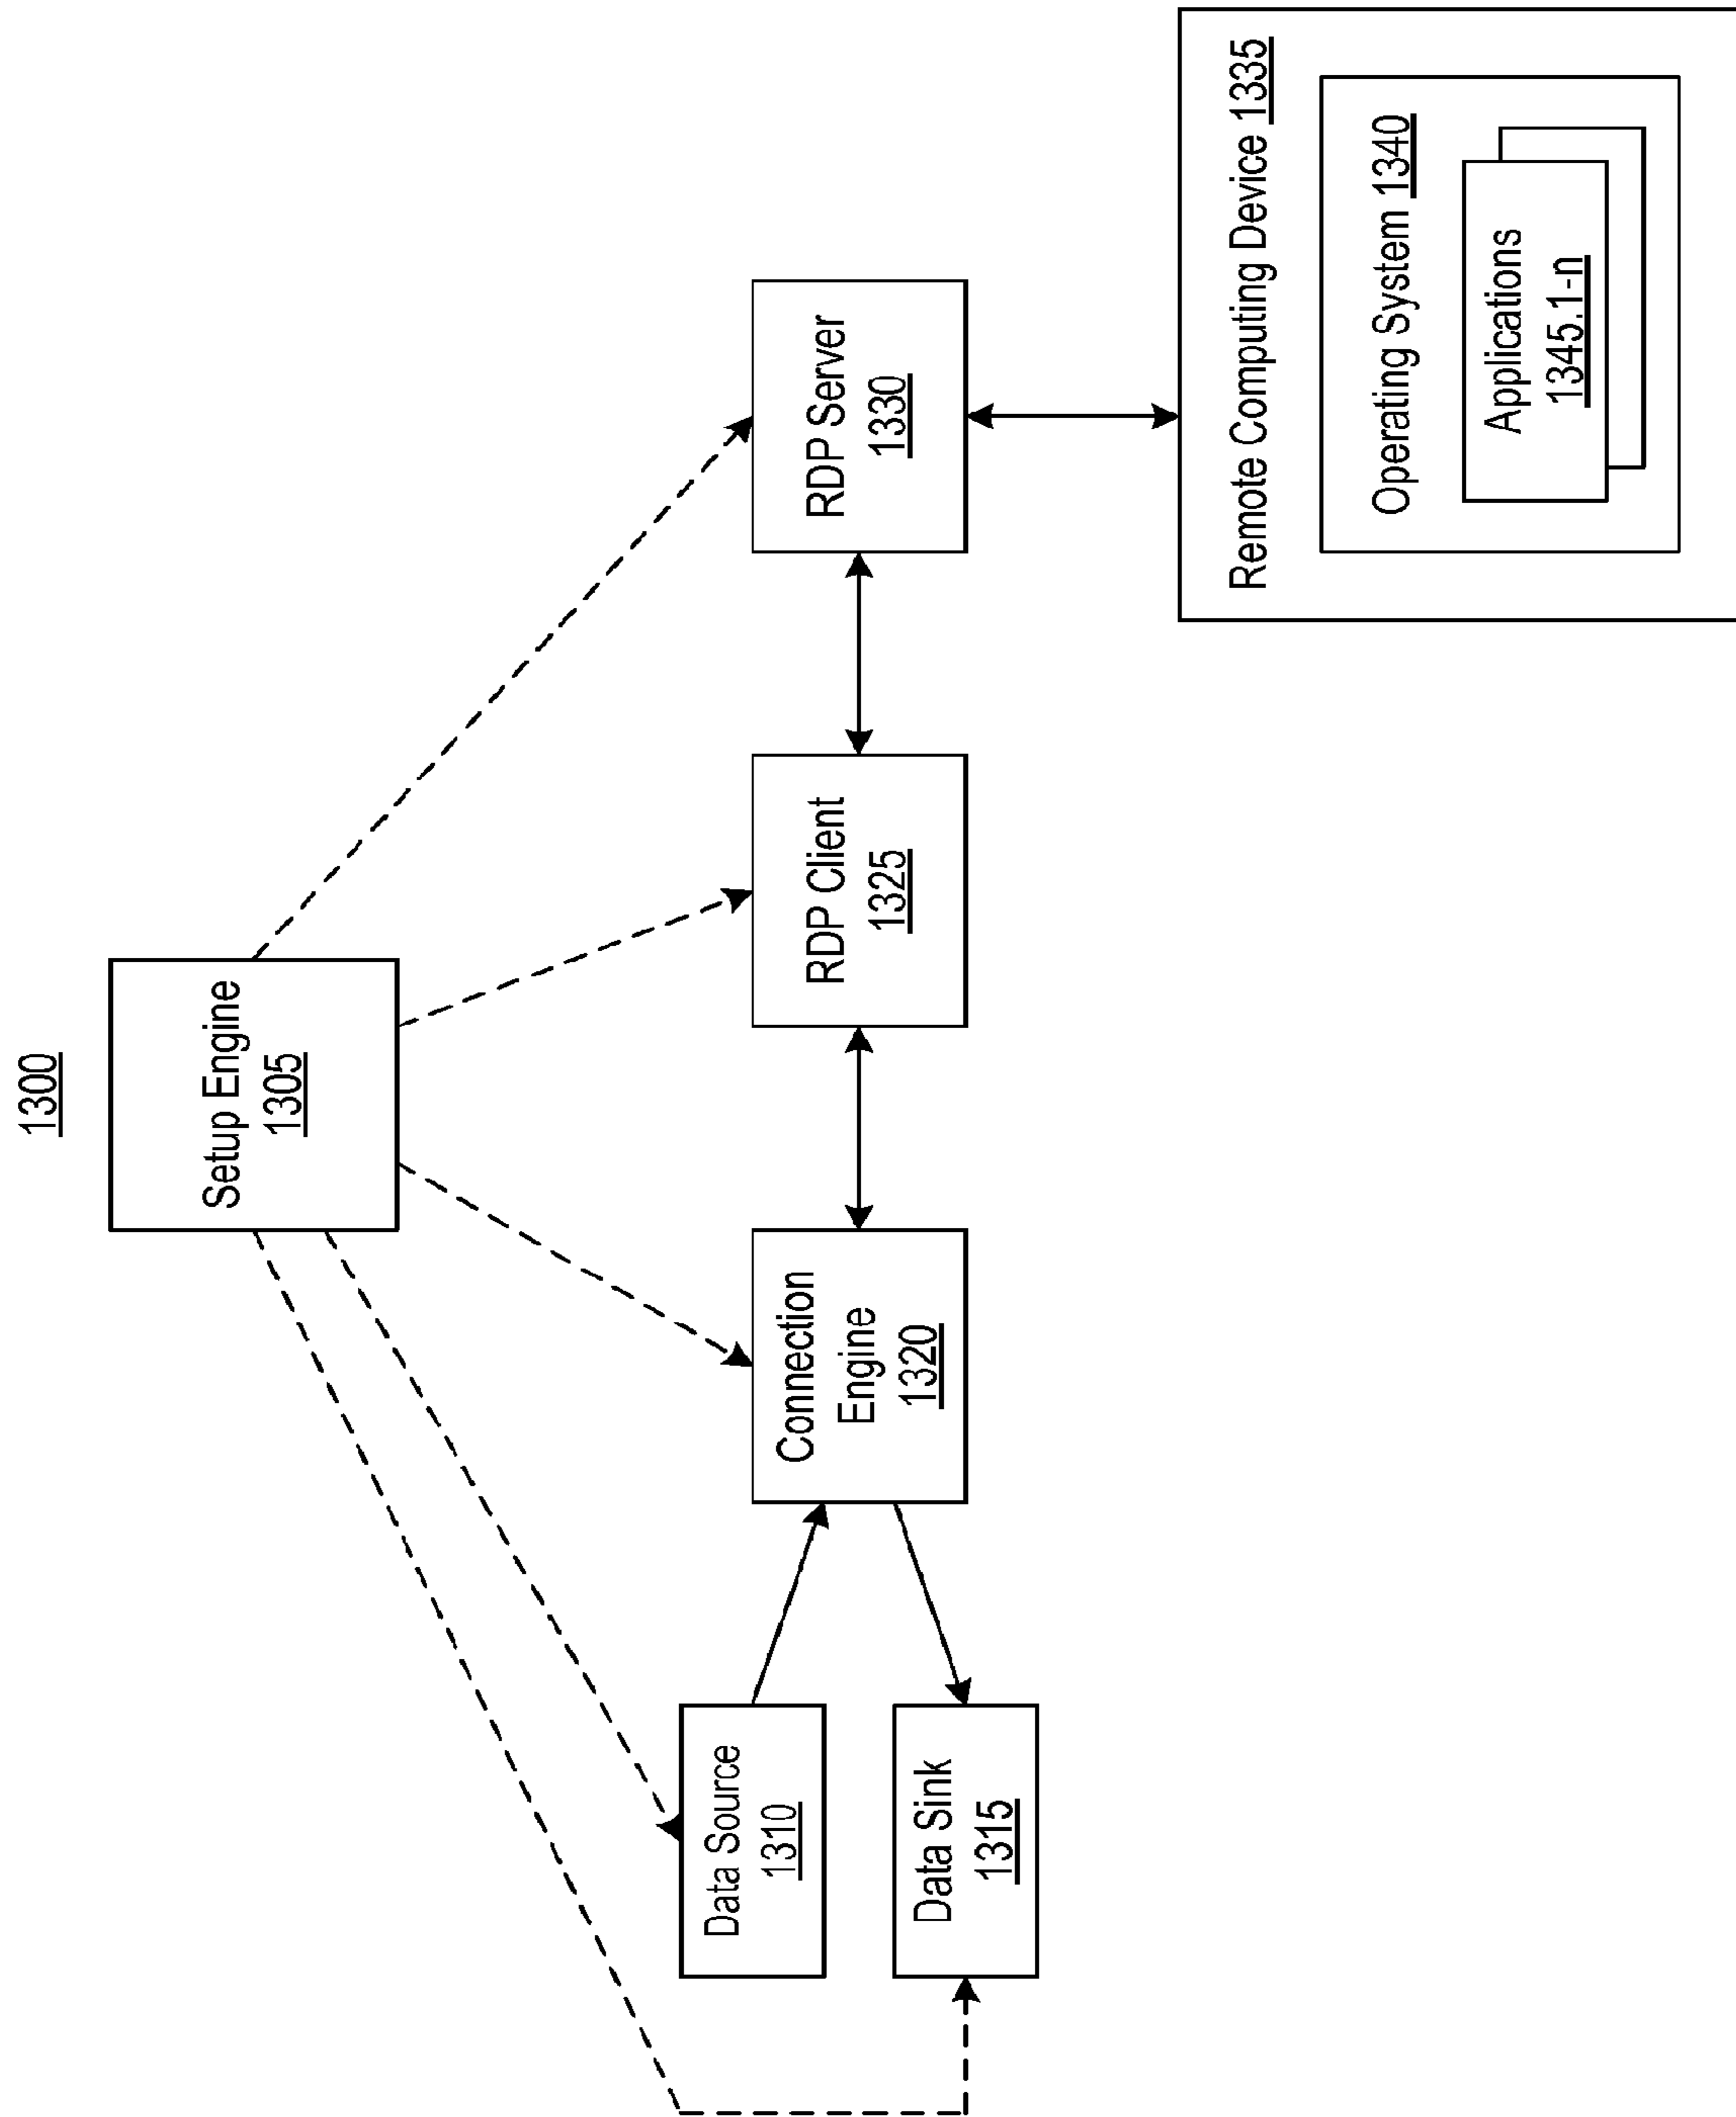 1300
Setup Engine
1305
Data Source
1310
Data Sink
1315
Connection
Engine
1320
RDP Client
1325
RDP Server
1330
Remote Computing Device 1335
Operating System 1340
Applications
1345.1-n